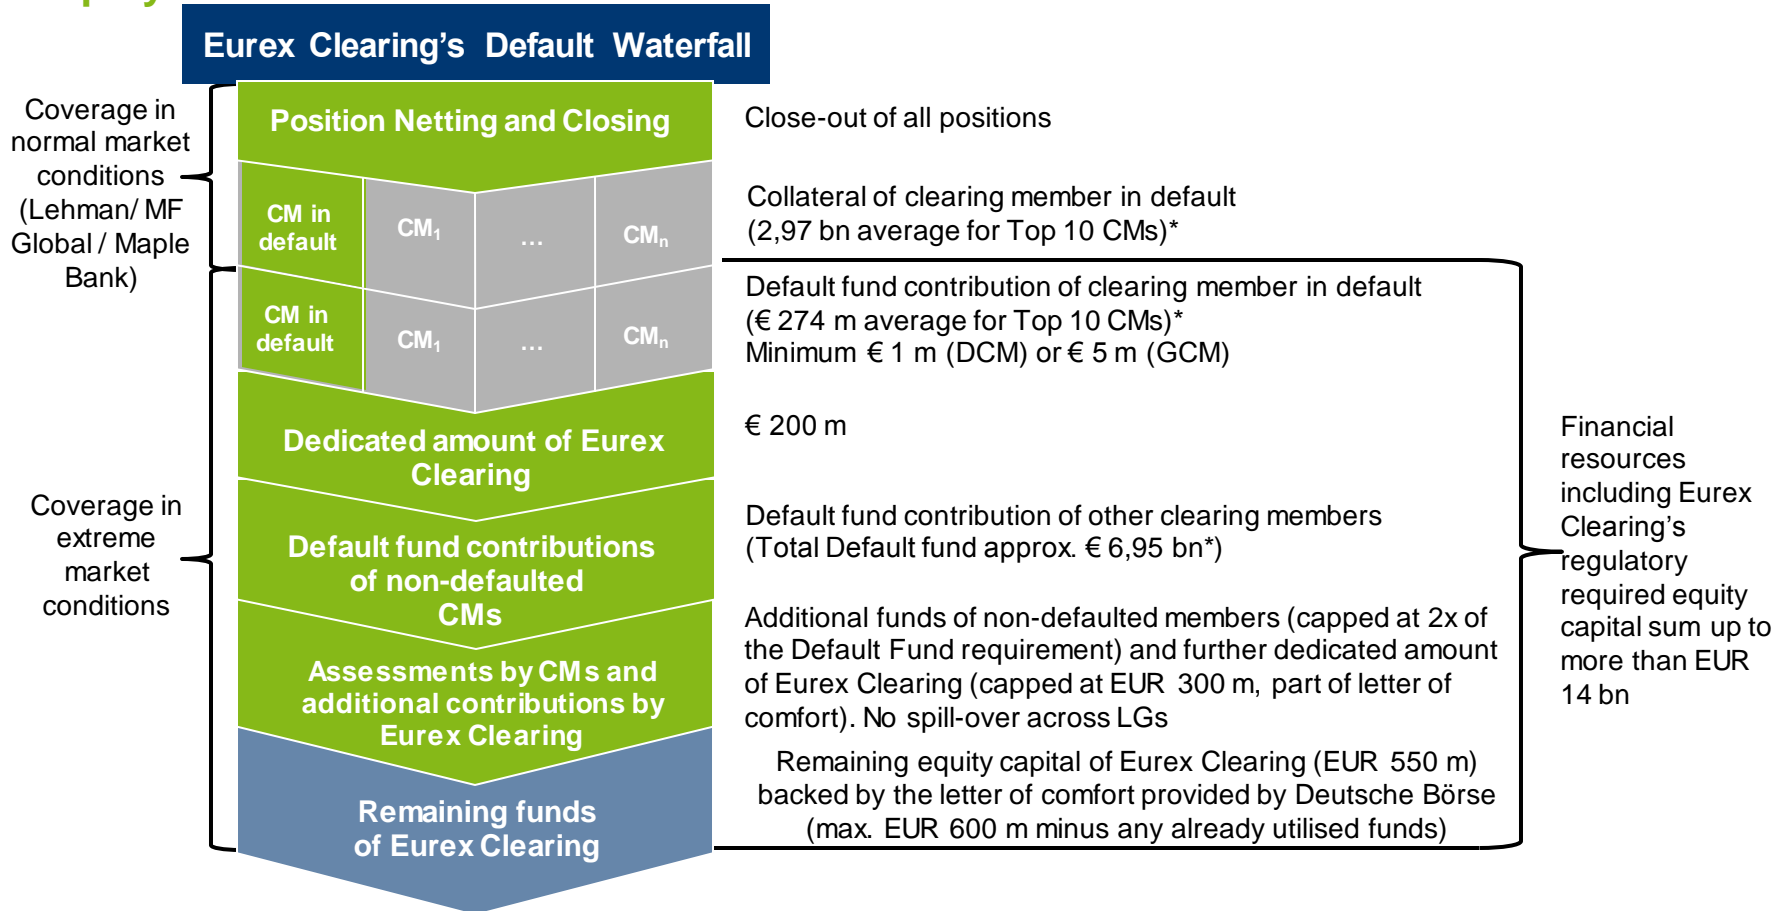 Eurex Clearing's Default Waterfall
Coverage in
normal market
conditions
(Lehman/ MF
Global / Maple
Bank)
Position Netting and Closing
Close-out of all positions
CM in
default
CM1
...
CMn
Collateral of clearing member in default
(2,97 bn average for Top 10 CMs)*
CM in
default
CM1
...
CMn
Default fund contribution of clearing member in default
(€ 274 m average for Top 10 CMs)*
Minimum € 1 m (DCM) or € 5 m (GCM)
Coverage in
extreme
market
conditions
Dedicated amount of Eurex
Clearing
€ 200 m
Default fund contributions
of non-defaulted
CMs
Default fund contribution of other clearing members
(Total Default fund approx. € 6,95 bn*)
Assessments by CMs and
additional contributions by
Eurex Clearing
Additional funds of non-defaulted members (capped at 2x of
the Default Fund requirement) and further dedicated amount
of Eurex Clearing (capped at EUR 300 m, part of letter of
comfort). No spill-over across LGs
Remaining funds
of Eurex Clearing
Remaining equity capital of Eurex Clearing (EUR 550 m)
backed by the letter of comfort provided by Deutsche Börse
(max. EUR 600 m minus any already utilised funds)
Financial
resources
including Eurex
Clearing's
regulatory
required equity
capital sum up to
more than EUR
14 bn